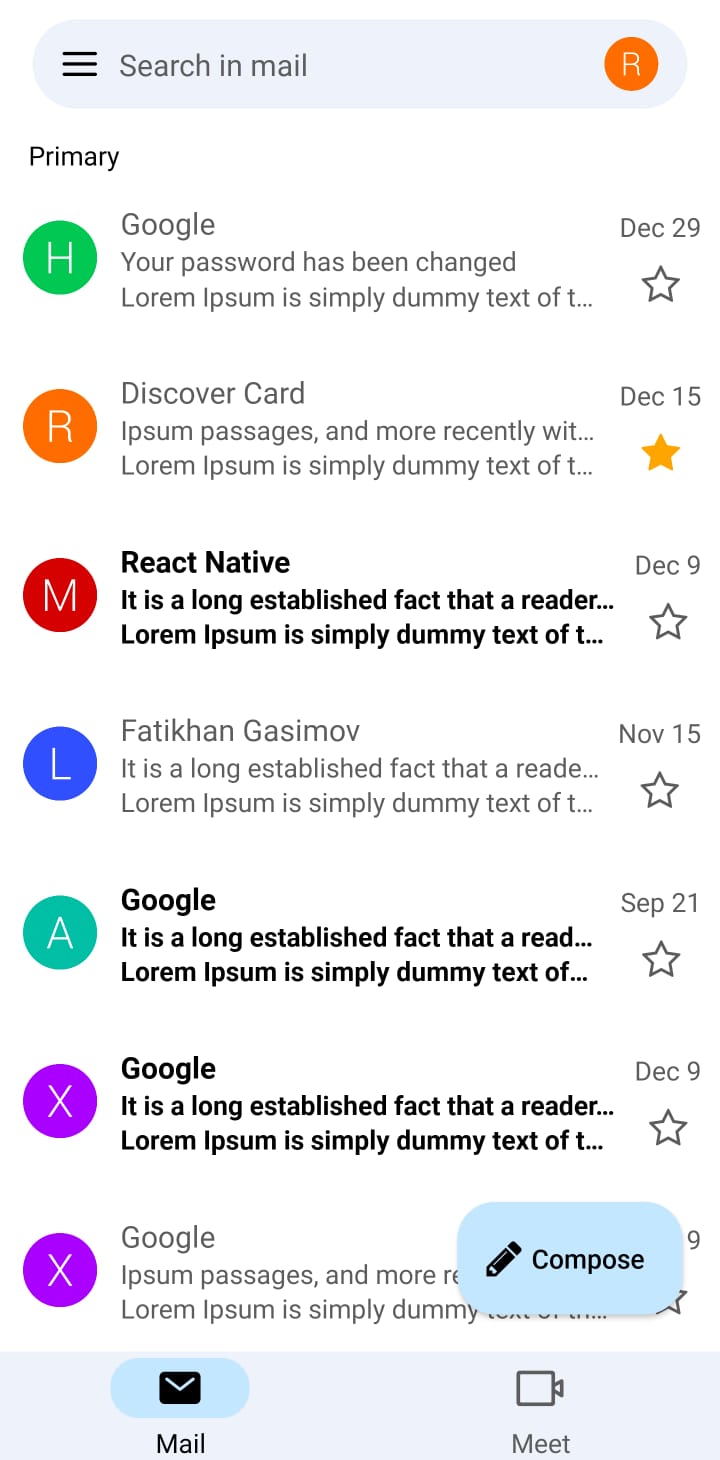 Search in mail
R
Primary
H
Google
Dec 29
Your password has been changed
Lorem Ipsum is simply dummy text of t...
R
Discover Card
Dec 15
Ipsum passages, and more recently wit...
Lorem Ipsum is simply dummy text of t...
M
React Native
Dec 9
It is a long established fact that a reader...
Lorem Ipsum is simply dummy text of t...
L
Fatikhan Gasimov
Nov 15
It is a long established fact that a reade...
Lorem Ipsum is simply dummy text of t...
A
Google
Sep 21
It is a long established fact that a read...
Lorem Ipsum is simply dummy text of...
X
Google
Dec 9
It is a long established fact that a reader...
Lorem Ipsum is simply dummy text of t...
X
Google
9
Ipsum passages, and more
Lorem Ipsum is simply dummy
Compose
Mail
Meet